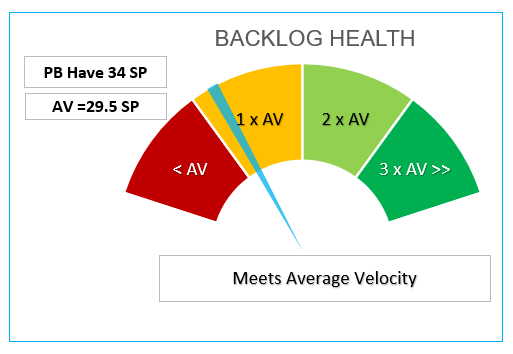 BACKLOG HEALTH
PB Have 34 SP
AV =29.5 SP
< AV
1 x AV
2 x AV
3 x AV >>
Meets Average Velocity